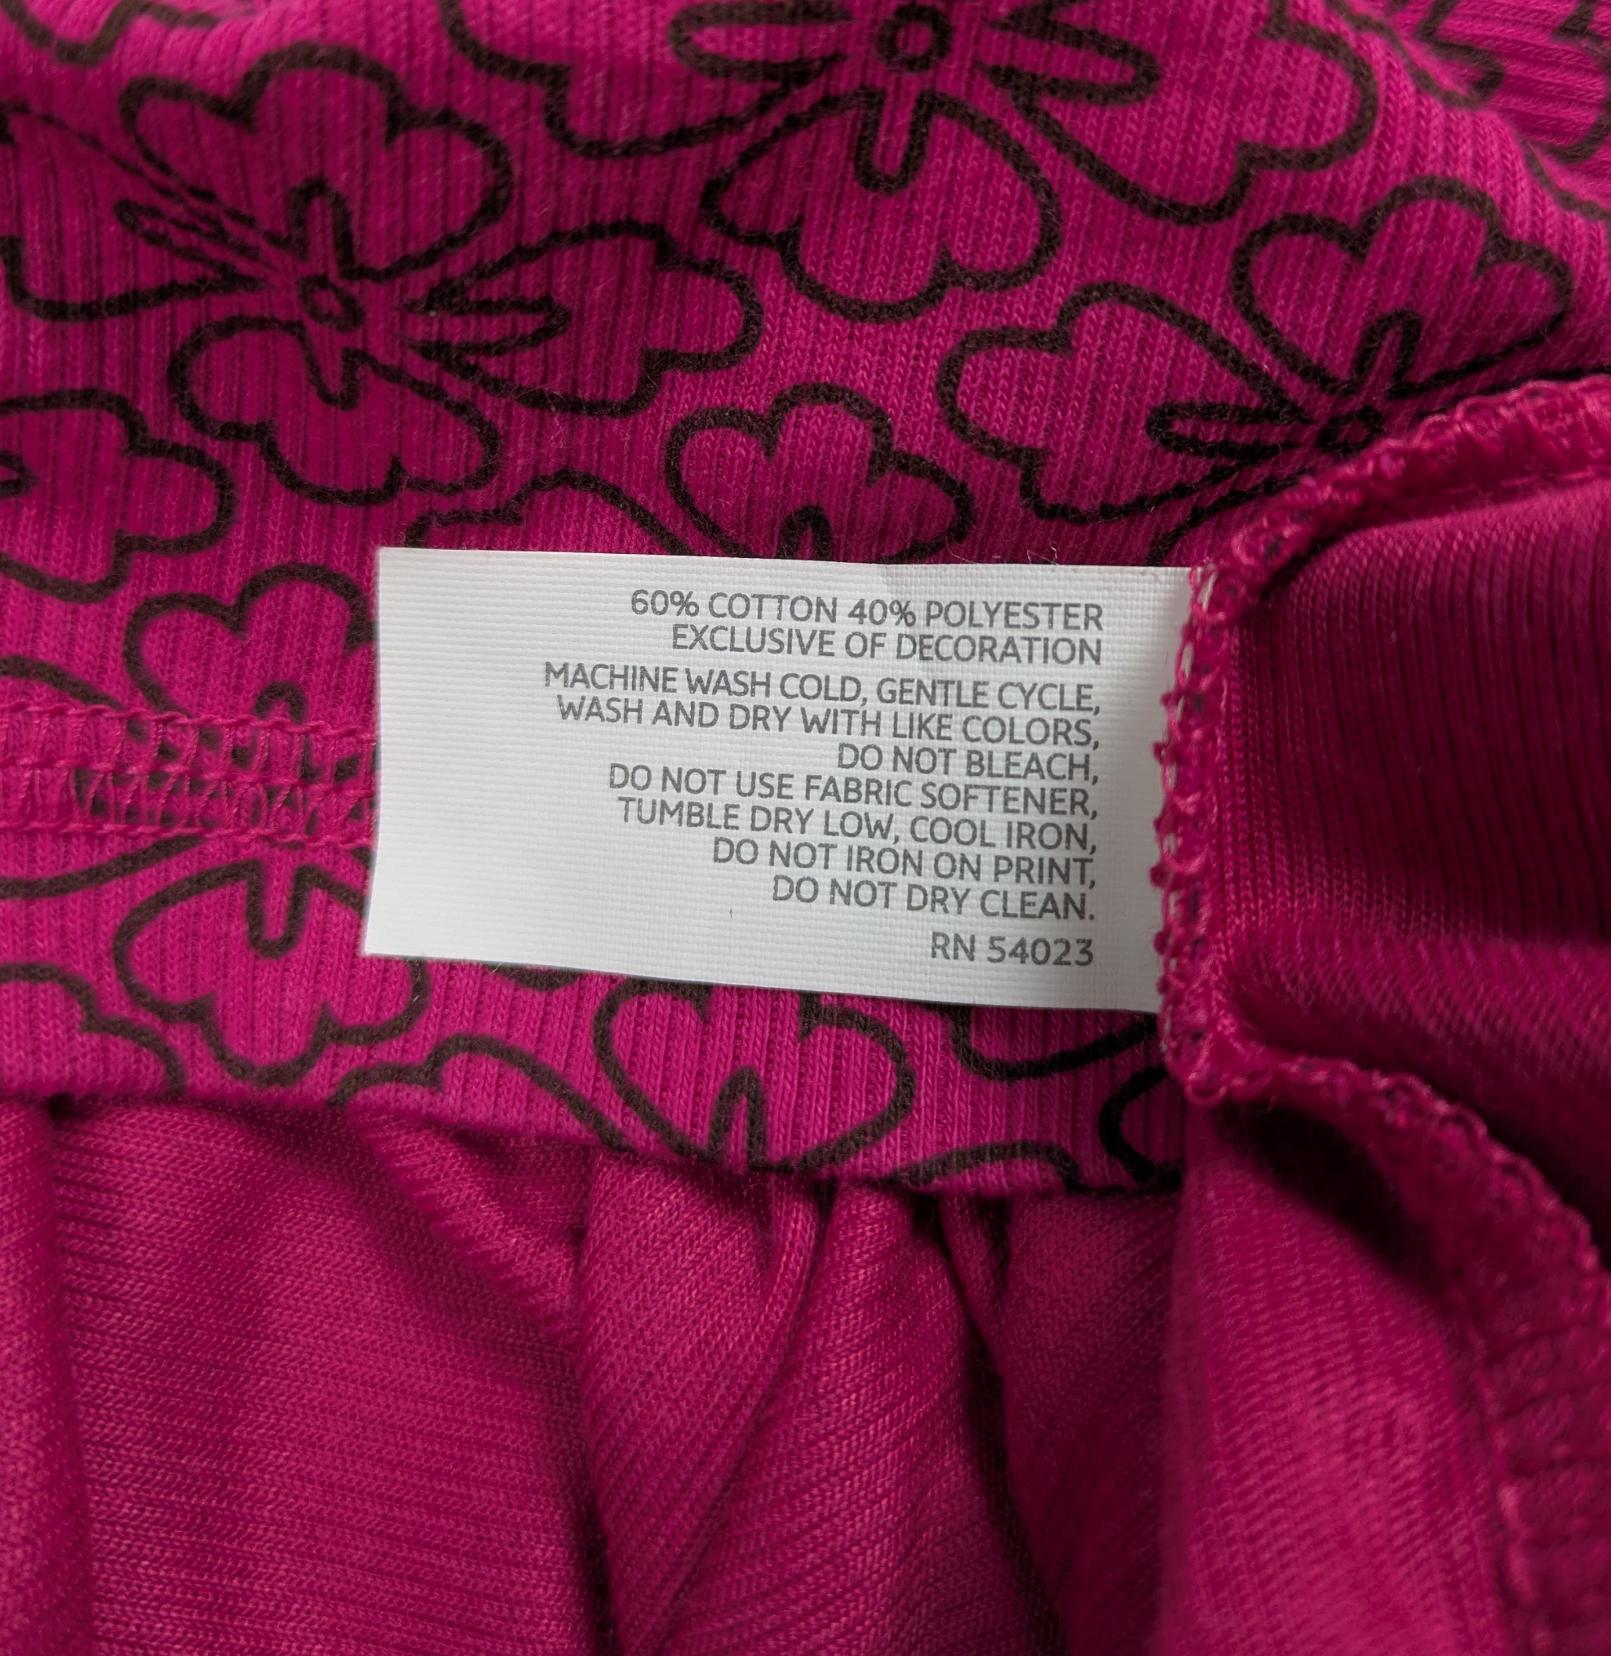 60% COTTON 40% POLYESTER
EXCLUSIVE OF DECORATION
MACHINE WASH COLD, GENTLE CYCLE,
WASH AND DRY WITH LIKE COLORS,
DO NOT BLEACH,
DO NOT USE FABRIC SOFTENER,
TUMBLE DRY LOW, COOL IRON,
DO NOT IRON ON PRINT,
DO NOT DRY CLEAN.
RN 54023